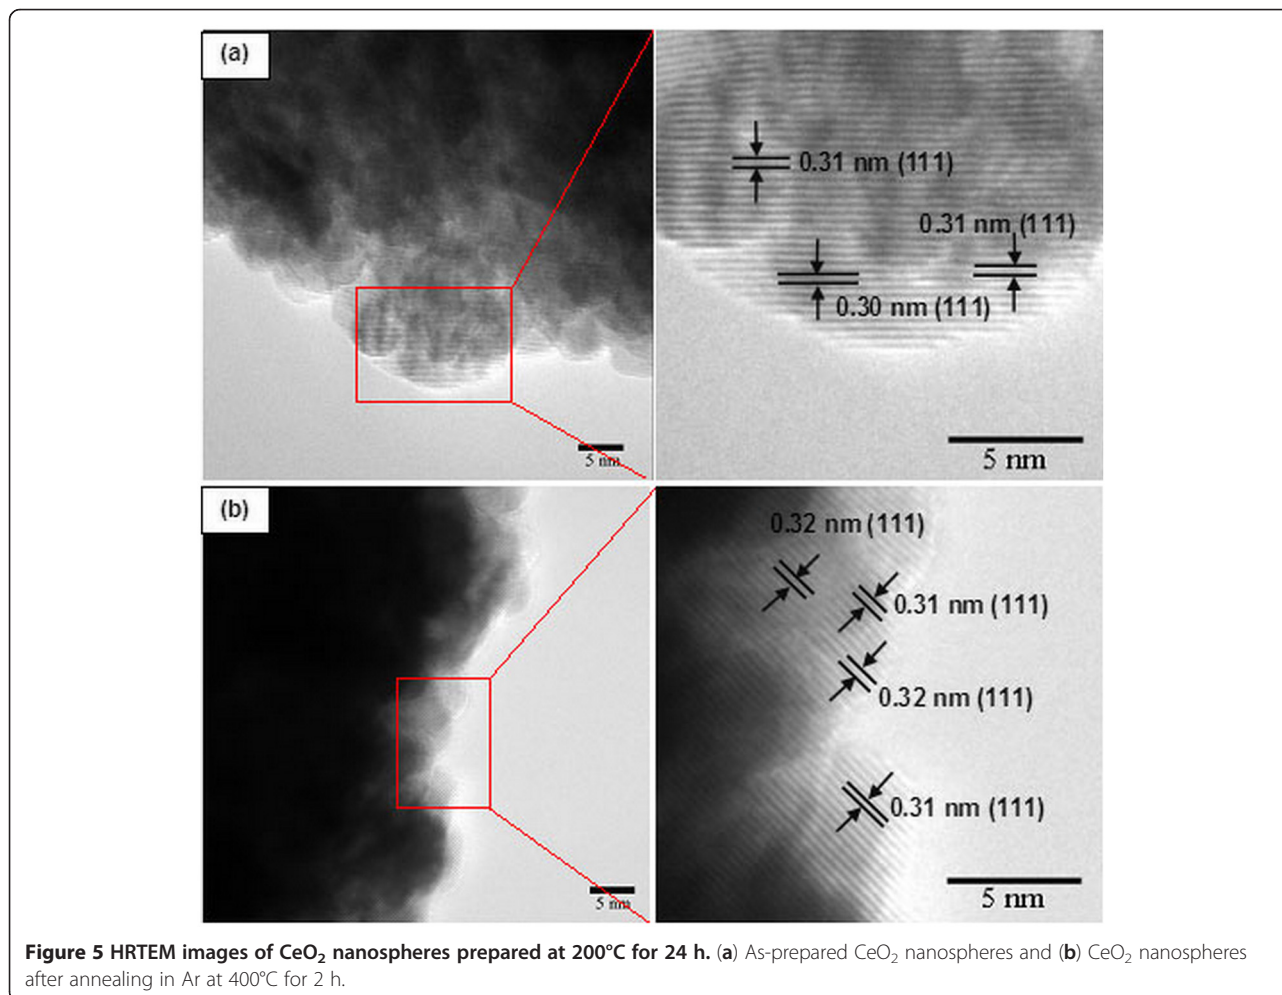 (a)
0.31 nm (111)
0.31 nm (111)
0.30 nm (111)
5 nm
5 nm
(b)
0.32 nm (111)
0.31 nm (111)
0.32 nm (111)
0.31 nm (111)
5 nm
5 nm
Figure 5 HRTEM images of CeO₂ nanospheres prepared at 200°C for 24 h. (a) As-prepared CeO₂ nanospheres and (b) CeO₂ nanospheres
after annealing in Ar at 400°C for 2 h.